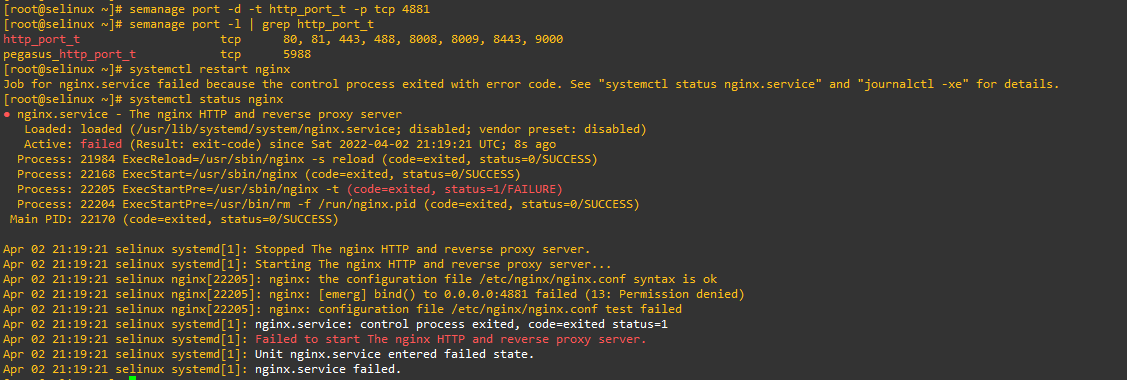 [root@selinux ~]# semanage port -d -t http_port_t -p tcp 4881
[root@selinux ~]# semanage port -l | grep http_port_t
http_port_t                    tcp      80, 81, 443, 488, 8008, 8009, 8443, 9000
pegasus_http_port_t            tcp      5988
[root@selinux ~]# systemctl restart nginx
Job for nginx.service failed because the control process exited with error code. See "systemctl status nginx.service" and "journalctl -xe" for details.
[root@selinux ~]# systemctl status nginx
● nginx.service - The nginx HTTP and reverse proxy server
   Loaded: loaded (/usr/lib/systemd/system/nginx.service; disabled; vendor preset: disabled)
   Active: failed (Result: exit-code) since Sat 2022-04-02 21:19:21 UTC; 8s ago
  Process: 21984 ExecReload=/usr/sbin/nginx -s reload (code=exited, status=0/SUCCESS)
  Process: 22168 ExecStart=/usr/sbin/nginx (code=exited, status=0/SUCCESS)
  Process: 22205 ExecStartPre=/usr/sbin/nginx -t (code=exited, status=1/FAILURE)
  Process: 22204 ExecStartPre=/usr/bin/rm -f /run/nginx.pid (code=exited, status=0/SUCCESS)
 Main PID: 22170 (code=exited, status=0/SUCCESS)
Apr 02 21:19:21 selinux systemd[1]: Stopped The nginx HTTP and reverse proxy server.
Apr 02 21:19:21 selinux systemd[1]: Starting The nginx HTTP and reverse proxy server...
Apr 02 21:19:21 selinux nginx[22205]: nginx: the configuration file /etc/nginx/nginx.conf syntax is ok
Apr 02 21:19:21 selinux nginx[22205]: nginx: [emerg] bind() to 0.0.0.0:4881 failed (13: Permission denied)
Apr 02 21:19:21 selinux nginx[22205]: nginx: configuration file /etc/nginx/nginx.conf test failed
Apr 02 21:19:21 selinux systemd[1]: nginx.service: control process exited, code=exited status=1
Apr 02 21:19:21 selinux systemd[1]: Failed to start The nginx HTTP and reverse proxy server.
Apr 02 21:19:21 selinux systemd[1]: Unit nginx.service entered failed state.
Apr 02 21:19:21 selinux systemd[1]: nginx.service failed.